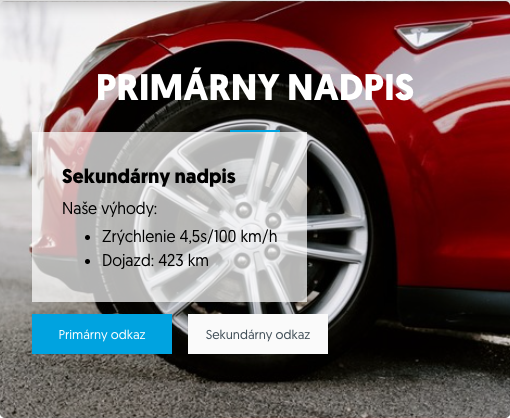 PRIMÁRNY NADPIS
Sekundárny nadpis
Naše výhody:
• Zrýchlenie 4,5s/100 km/h
• Dojazd: 423 km
Primárny odkaz
Sekundárny odkaz